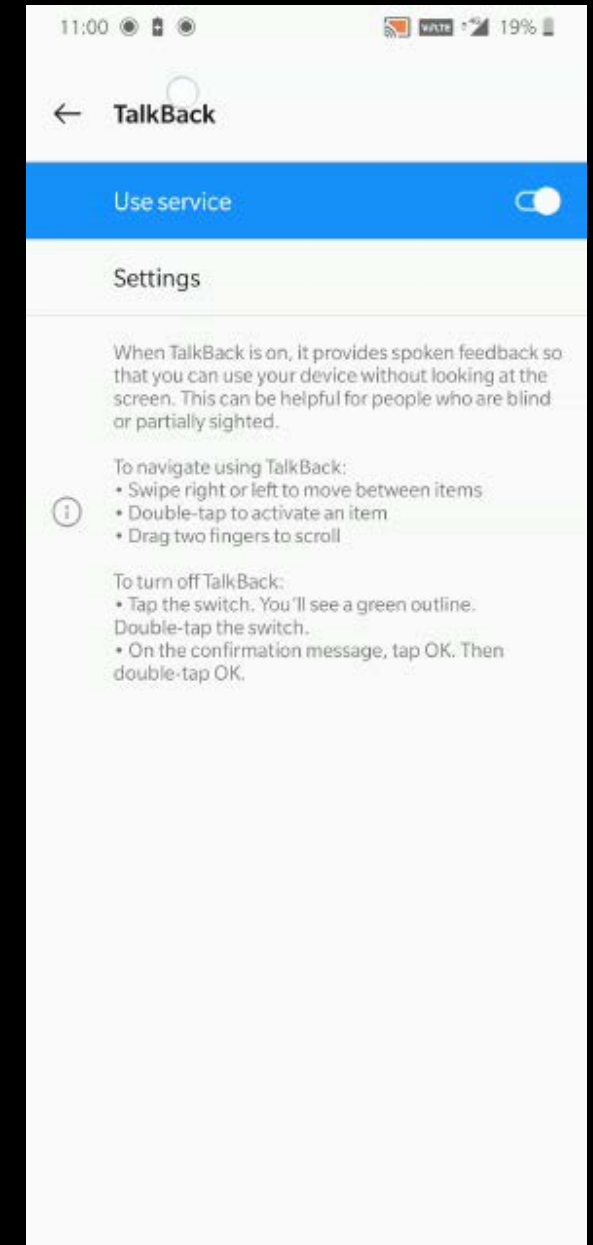 11:00 VoLTE 4G 19%
TalkBack
Use service
Settings
When TalkBack is on, it provides spoken feedback so
that you can use your device without looking at the
screen. This can be helpful for people who are blind
or partially sighted.
To navigate using TalkBack:
• Swipe right or left to move between items
• Double-tap to activate an item
• Drag two fingers to scroll
To turn off TalkBack:
• Tap the switch. You'll see a green outline.
Double-tap the switch.
• On the confirmation message, tap OK. Then
double-tap OK.